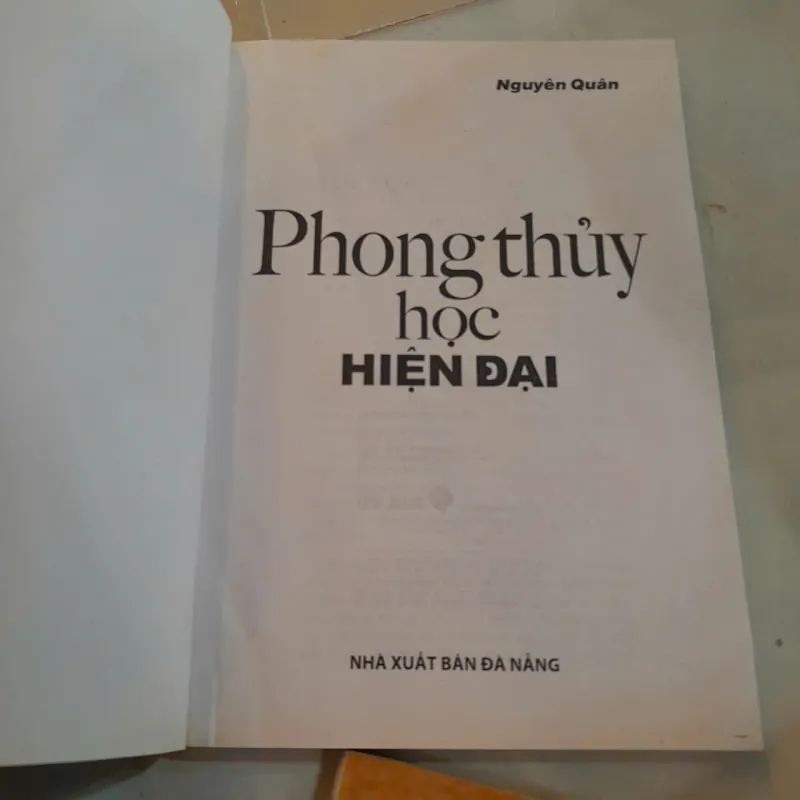 Nguyên Quân
Phong thủy
học
HIỆN ĐẠI
NHÀ XUẤT BẢN ĐÀ NẴNG